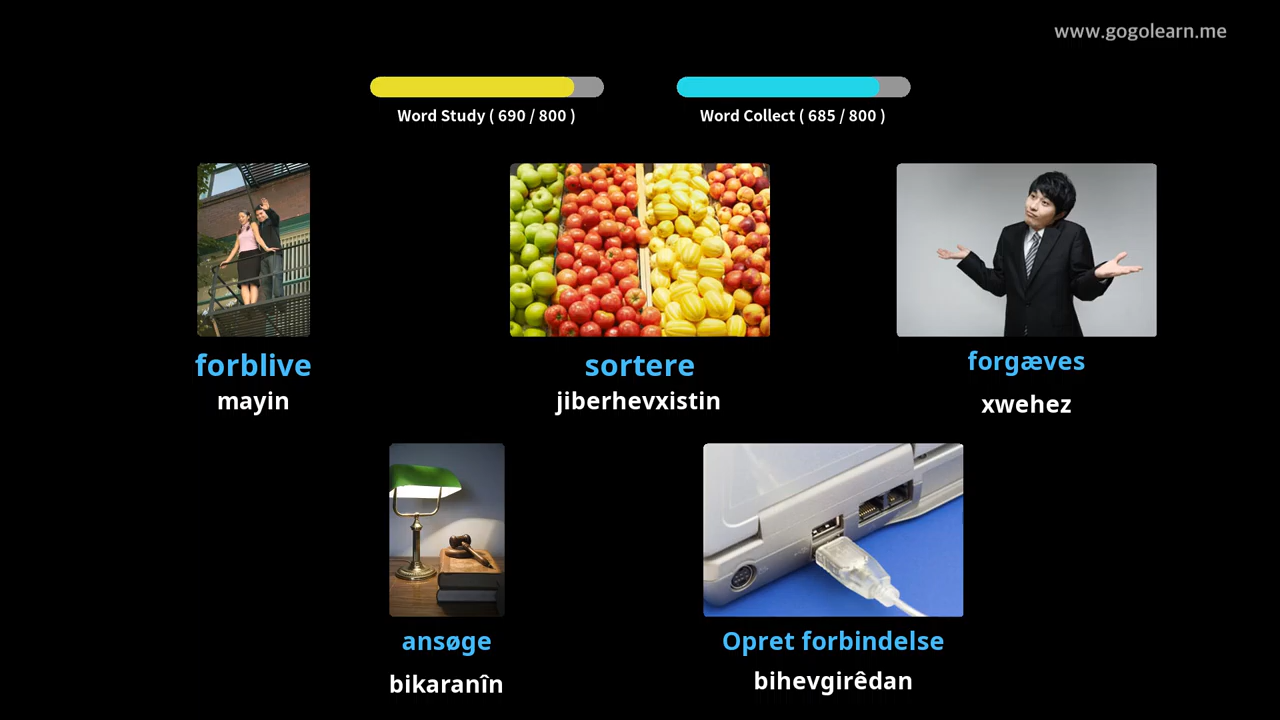 www.gogolearn.me
Word Study ( 690 / 800 )
Word Collect ( 685 / 800 )
forblive
mayin
sortere
jiberhevxistin
forgæves
xwehez
ansøge
bikaranîn
Opret forbindelse
bihevgirêdan